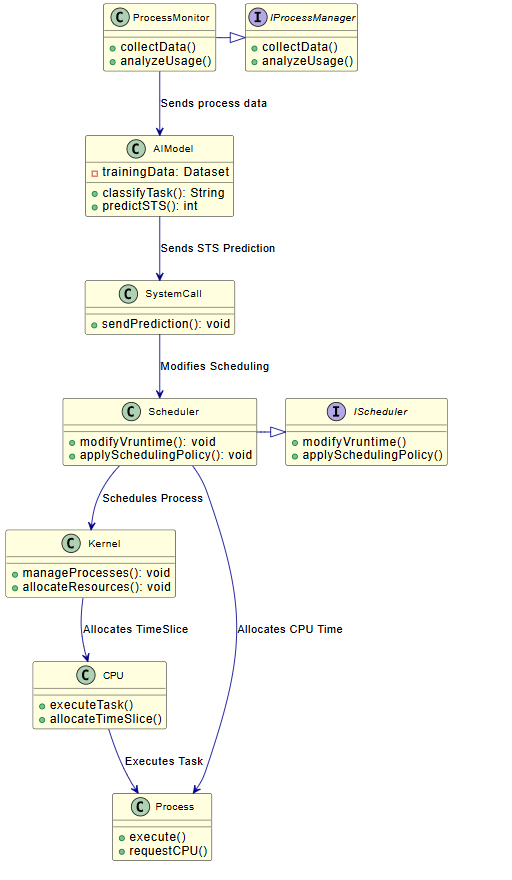 C ProcessMonitor
collectData()
analyzeUsage()
I IProcessManager
collectData()
analyzeUsage()
Sends process data
C AIModel
trainingData: Dataset
classifyTask(): String
predictSTS(): int
Sends STS Prediction
C SystemCall
sendPrediction(): void
Modifies Scheduling
C Scheduler
modifyVruntime(): void
applySchedulingPolicy(): void
I IScheduler
modifyVruntime()
applySchedulingPolicy()
Schedules Process
C Kernel
manageProcesses(): void
allocateResources(): void
Allocates TimeSlice
Allocates CPU Time
C CPU
executeTask()
allocateTimeSlice()
Executes Task
C Process
execute()
requestCPU()